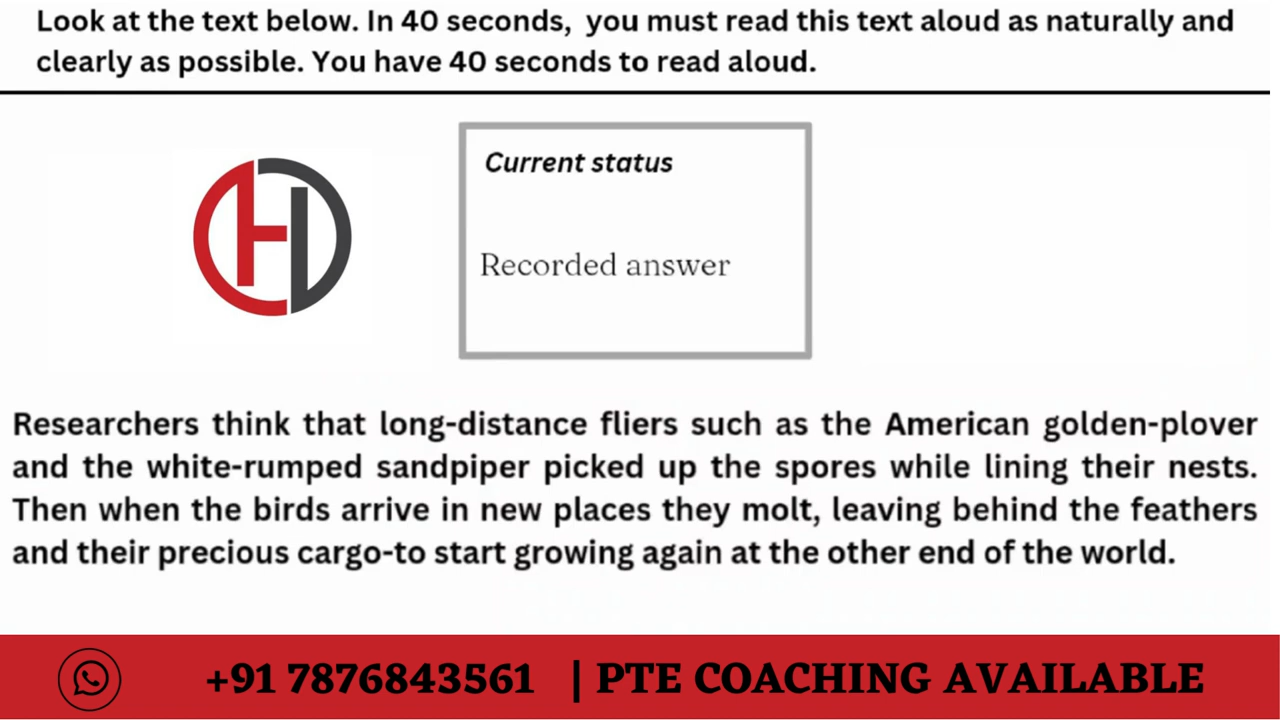 Look at the text below. In 40 seconds, you must read this text aloud as naturally and
clearly as possible. You have 40 seconds to read aloud.
Current status
Recorded answer
Researchers think that long-distance fliers such as the American golden-plover
and the white-rumped sandpiper picked up the spores while lining their nests.
Then when the birds arrive in new places they molt, leaving behind the feathers
and their precious cargo-to start growing again at the other end of the world.
+91 7876843561 | PTE COACHING AVAILABLE